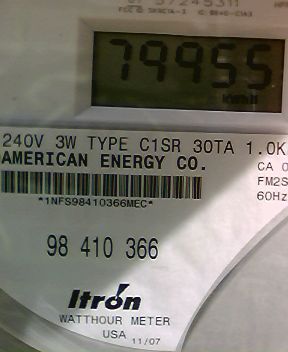 79955
kWh
240V 3W TYPE C1SR 30TA 1.0K
AMERICAN ENERGY CO.
CA
*1NFS98410366MEC*
FM2S
60Hz
98 410 366
Itron
WATTHOUR METER
USA 11/07